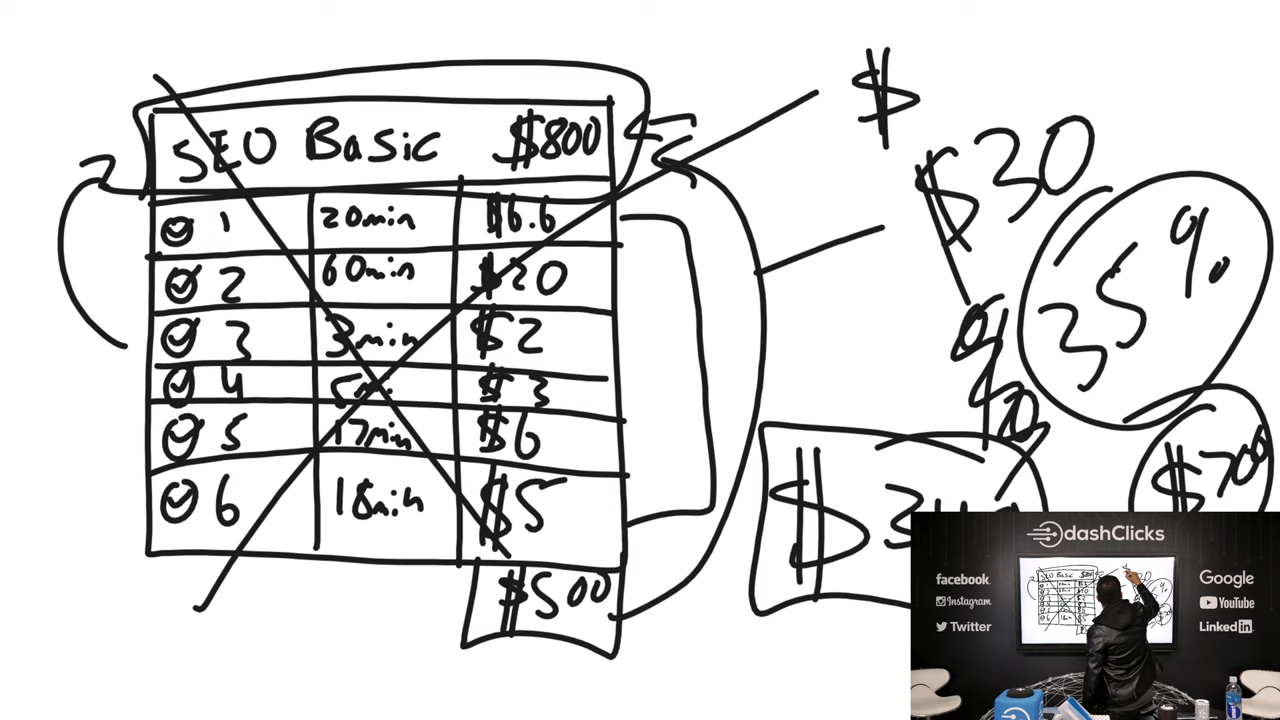 SEO Basic $800
1 20min $6.6
2 60min $20
3 3min $2
4 5m $3
5 17min $6
6 18min $5
$500
$
$30
35%
$700
dashClicks
facebook
Instagram
Twitter
Google
YouTube
LinkedIn